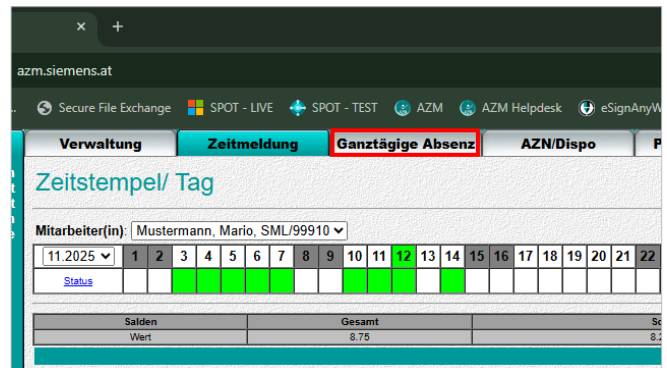 × +
azm.siemens.at
Secure File Exchange SPOT - LIVE SPOT - TEST AZM AZM Helpdesk eSignAnyW
Verwaltung Zeitmeldung Ganztägige Absenz AZN/Dispo P
Zeitstempel/ Tag
Mitarbeiter(in): Mustermann, Mario, SML/99910
11.2025 1 2 3 4 5 6 7 8 9 10 11 12 13 14 15 16 17 18 19 20 21 22
Status
Salden Gesamt So
Wert 8.75 8.2